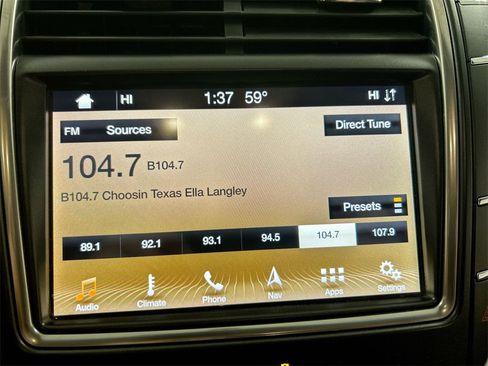 HI 1:37 59° HI
FM Sources Direct Tune
104.7 B104.7
B104.7 Choosin Texas Ella Langley
Presets
89.1 92.1 93.1 94.5 104.7 107.9
Audio Climate Phone Nav Apps Settings